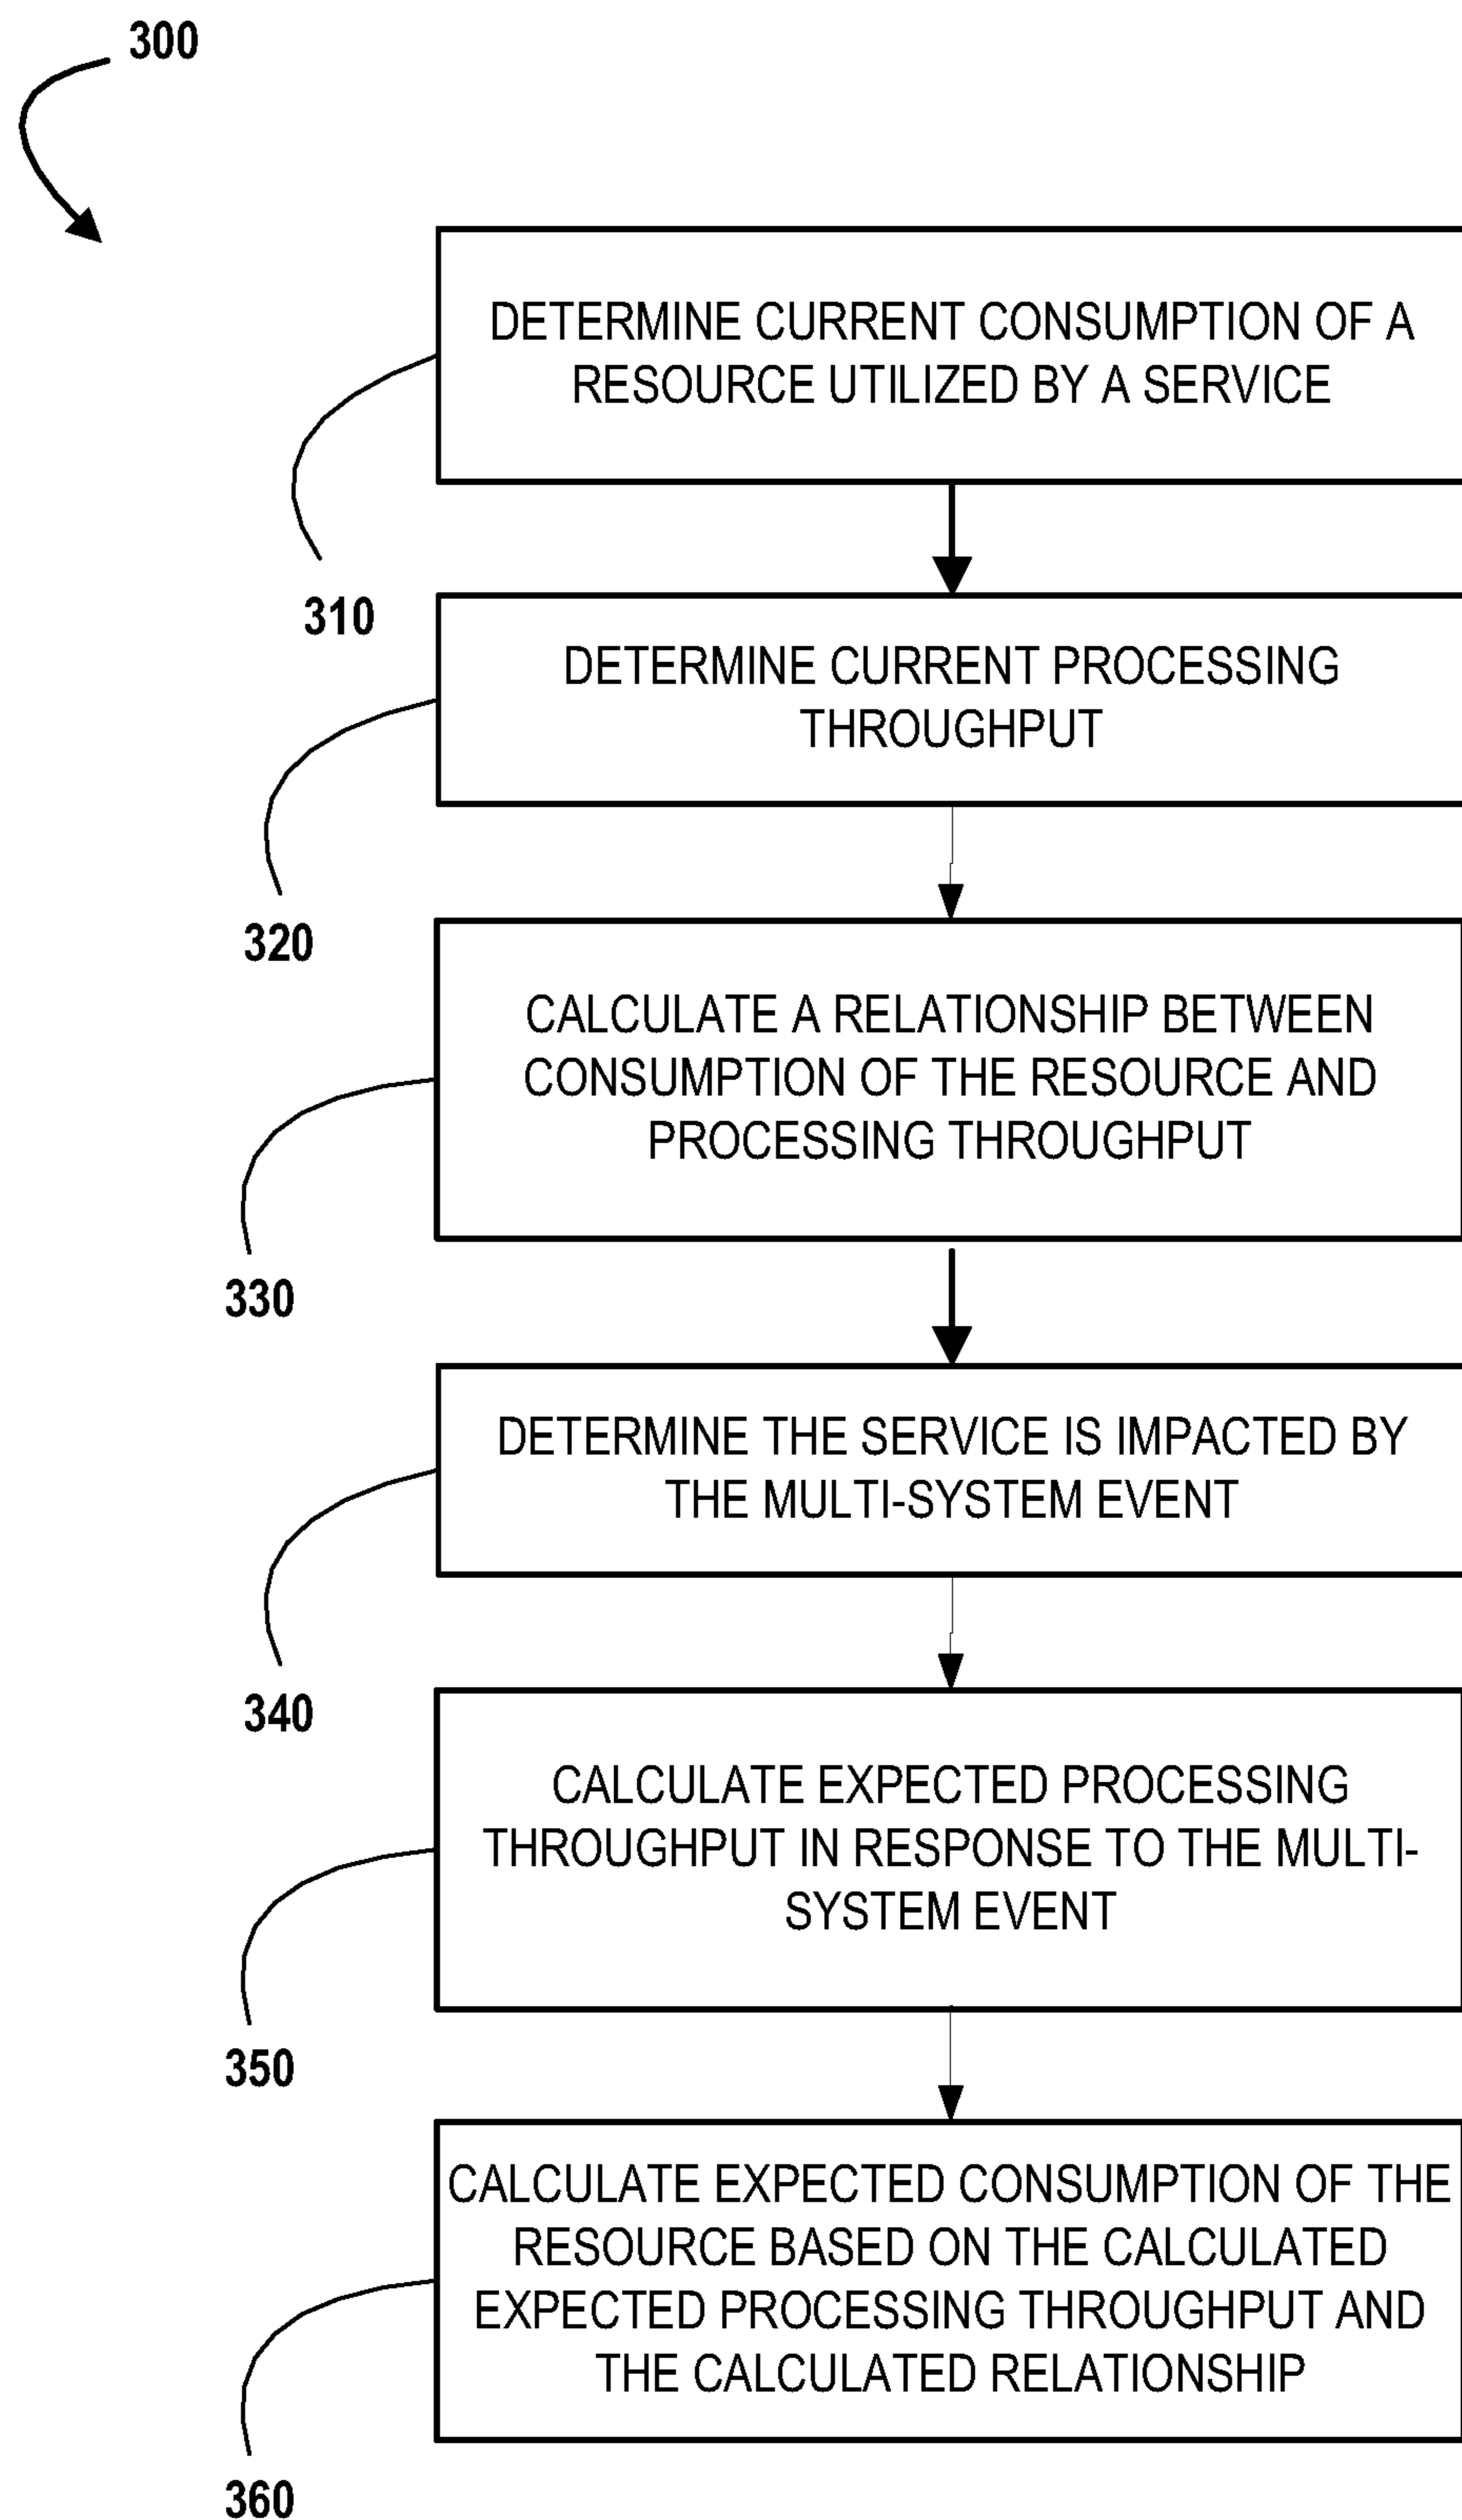 300
DETERMINE CURRENT CONSUMPTION OF A
RESOURCE UTILIZED BY A SERVICE
310
DETERMINE CURRENT PROCESSING
THROUGHPUT
320
CALCULATE A RELATIONSHIP BETWEEN
CONSUMPTION OF THE RESOURCE AND
PROCESSING THROUGHPUT
330
DETERMINE THE SERVICE IS IMPACTED BY
THE MULTI-SYSTEM EVENT
340
CALCULATE EXPECTED PROCESSING
THROUGHPUT IN RESPONSE TO THE MULTI-
SYSTEM EVENT
350
CALCULATE EXPECTED CONSUMPTION OF THE
RESOURCE BASED ON THE CALCULATED
EXPECTED PROCESSING THROUGHPUT AND
THE CALCULATED RELATIONSHIP
360